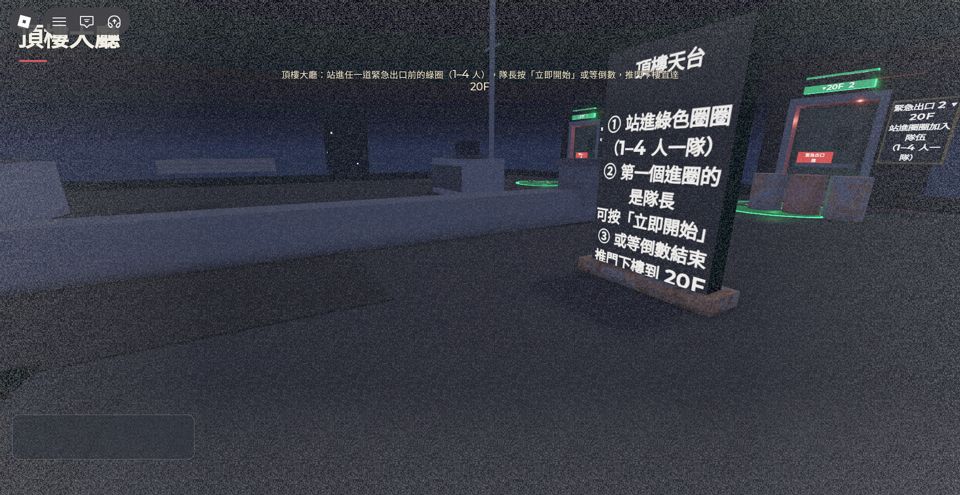 頂樓大廳
頂樓大廳：站進任一道緊急出口前的綠圈（1–4 人），隊長按「立即開始」或等倒數，推門下樓直達
20F
頂樓天台
① 站進綠色圈圈
（1–4 人一隊）
② 第一個進圈的
是隊長
可按「立即開始」
③ 或等倒數結束
推門下樓到 20F
20F 2
緊急出口
緊急出口 2
20F
站進圈圈加入
隊伍
（1–4 人一
隊）